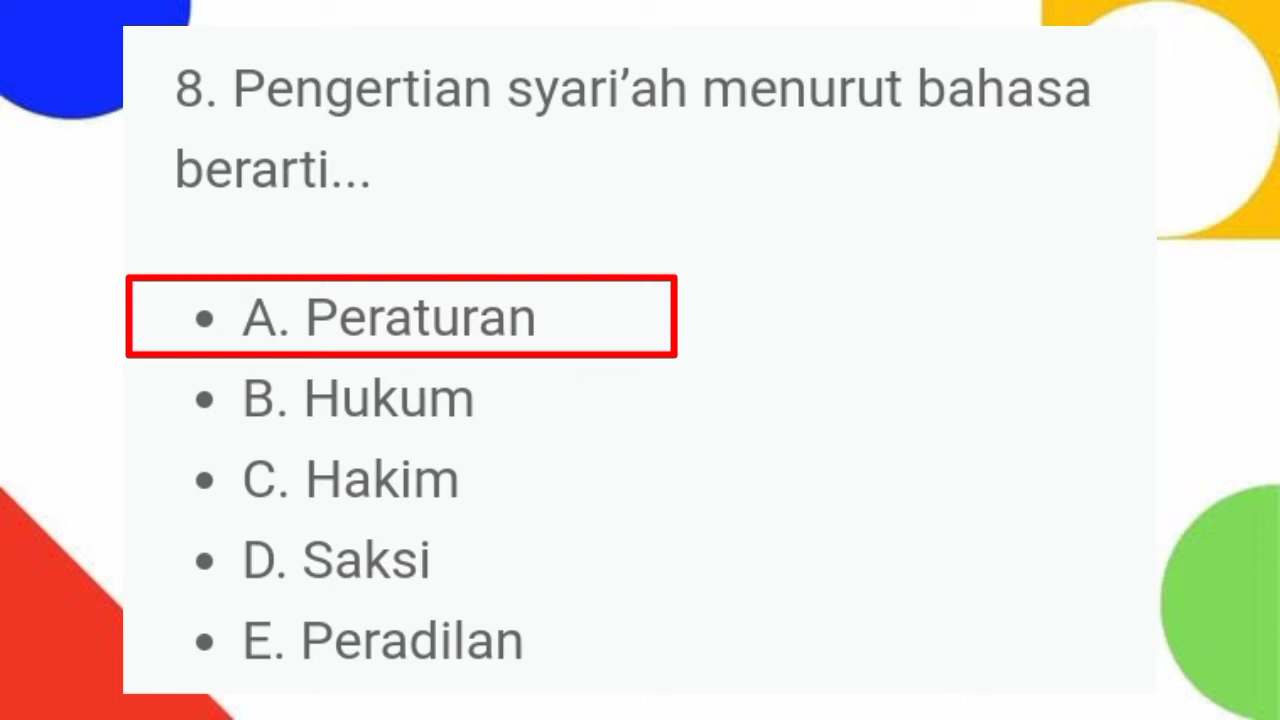 8. Pengertian syari’ah menurut bahasa
berarti...
• A. Peraturan
• B. Hukum
• C. Hakim
• D. Saksi
• E. Peradilan